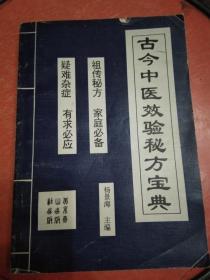 古今中医效验秘方宝典
祖传秘方 家庭必备
疑难杂症 有求必应
杨景海 主编